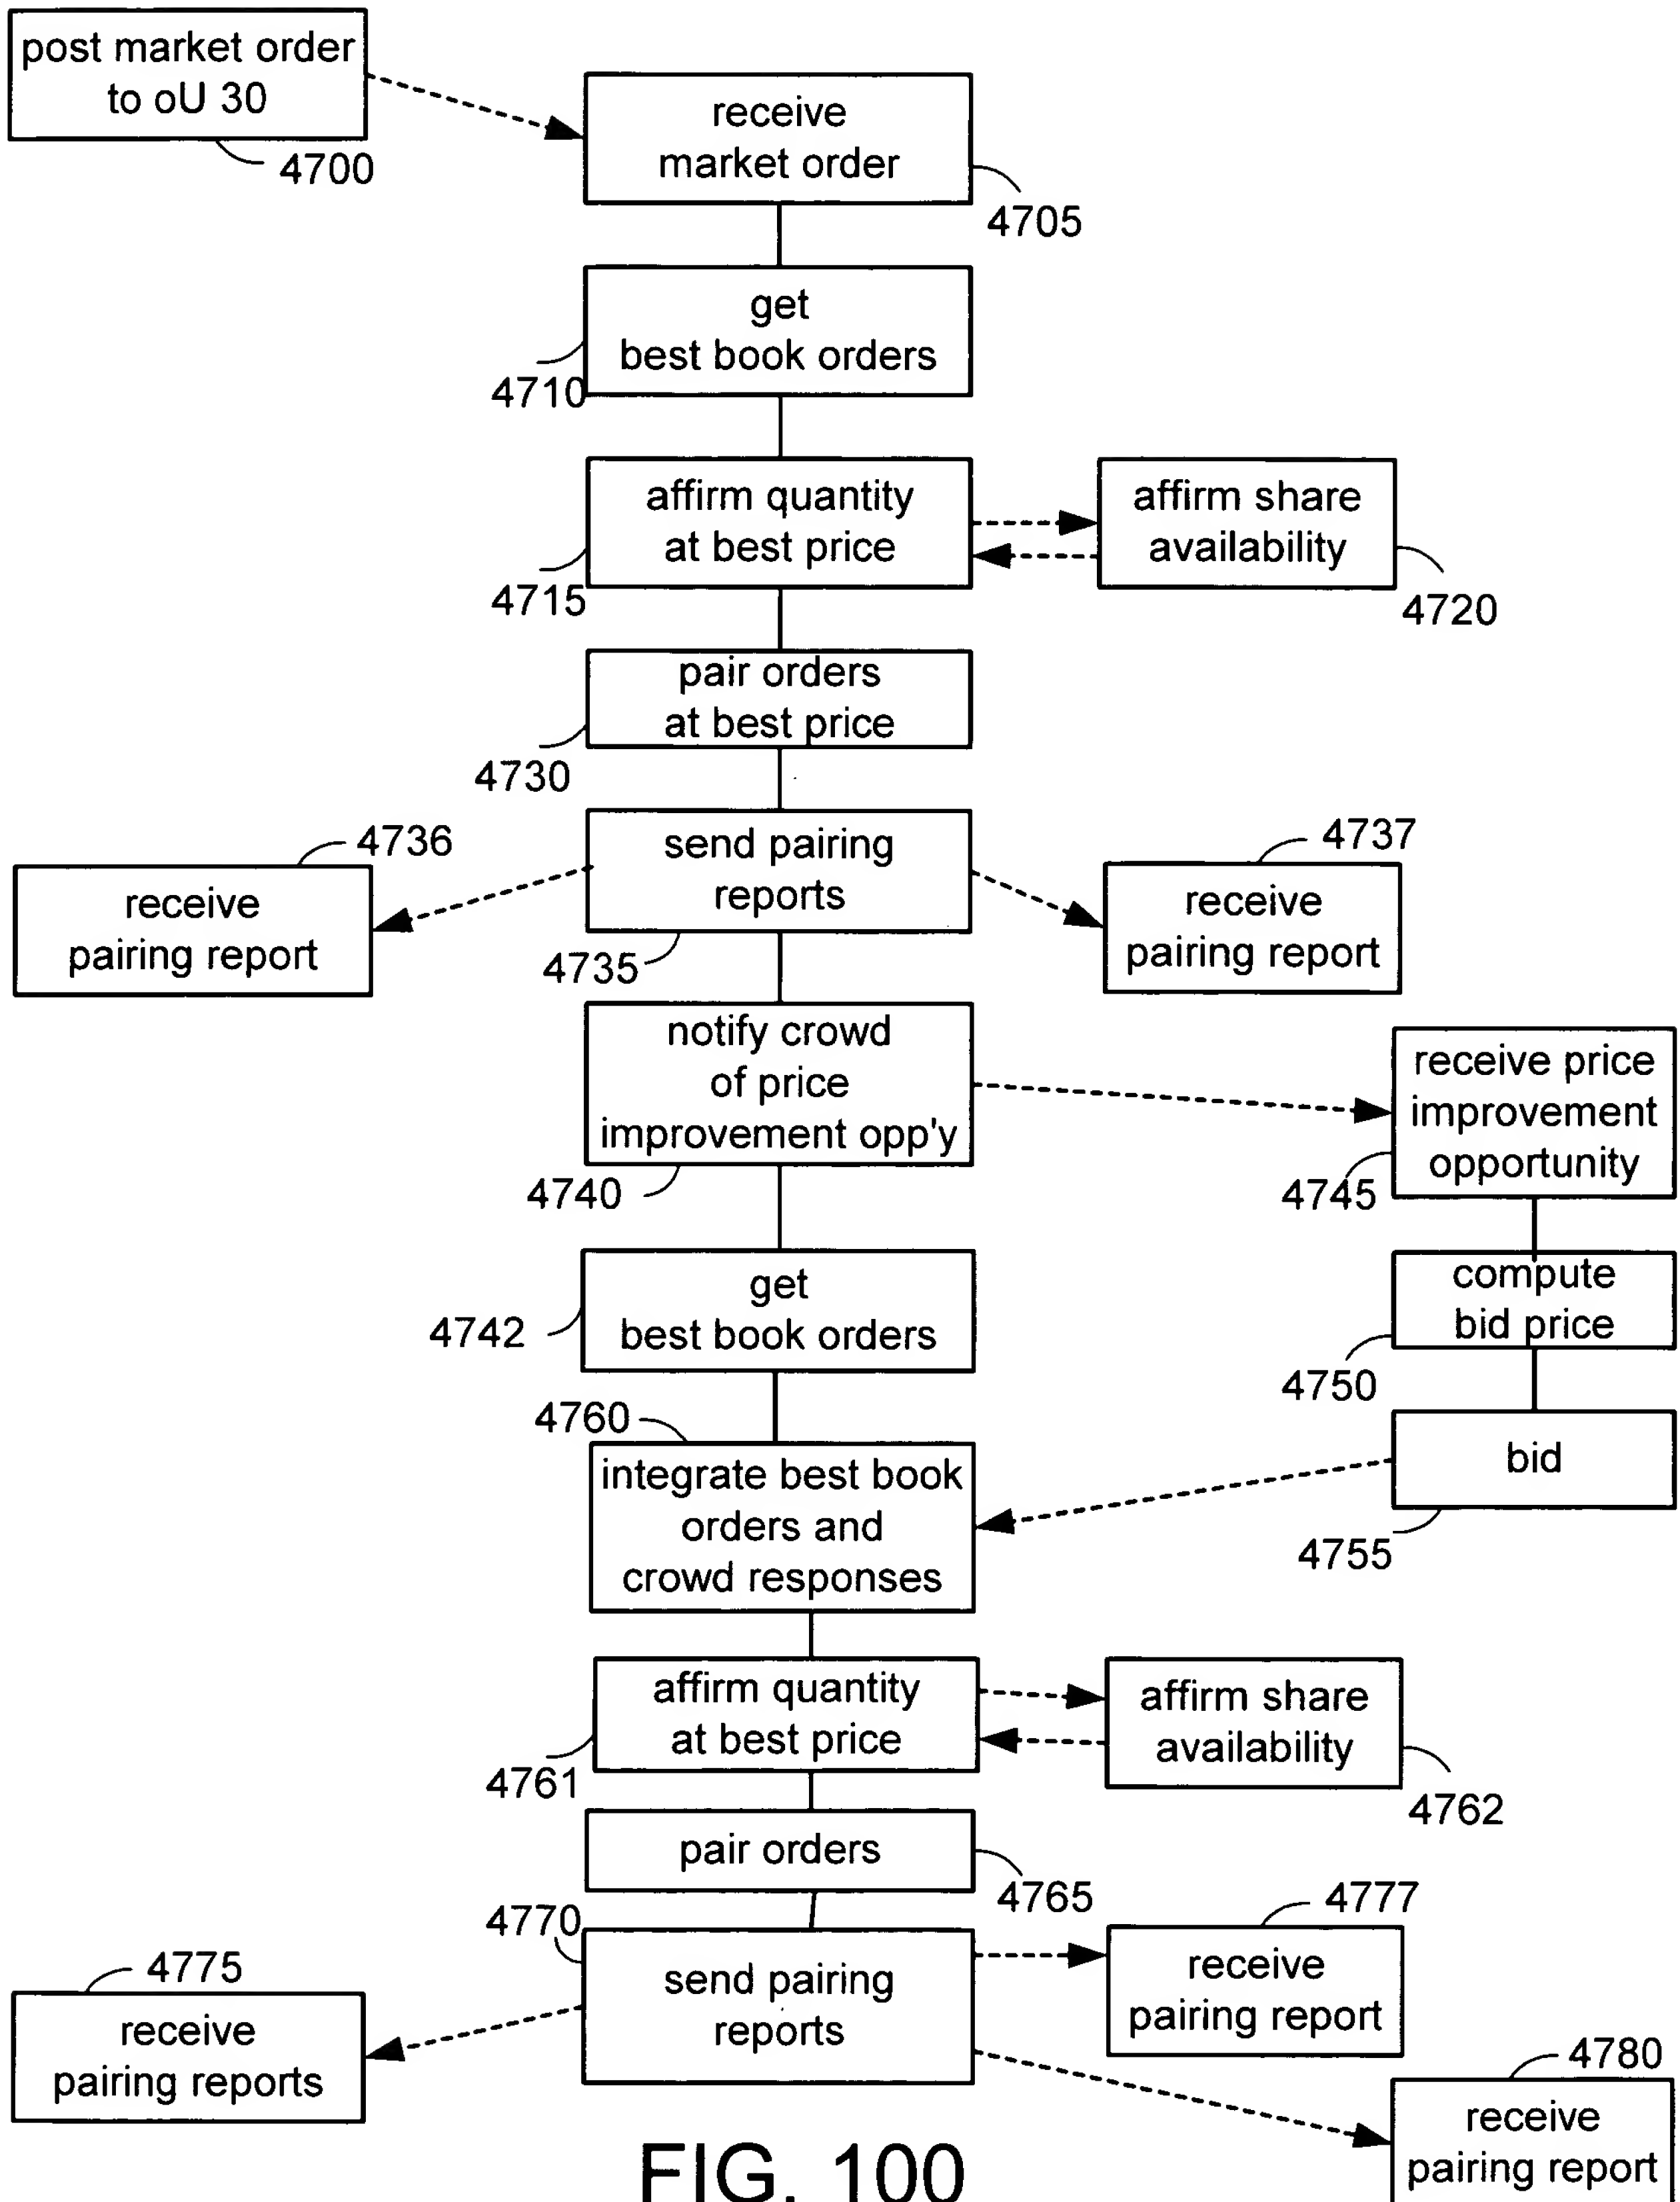 post market order
to oU 30
4700
receive
market order
4705
get
best book orders
4710
affirm quantity
at best price
4715
affirm share
availability
4720
pair orders
at best price
4730
send pairing
reports
4735
4736
receive
pairing report
4737
receive
pairing report
notify crowd
of price
improvement opp'y
4740
receive price
improvement
opportunity
4745
get
best book orders
4742
compute
bid price
4750
bid
4755
4760
integrate best book
orders and
crowd responses
affirm quantity
at best price
4761
affirm share
availability
4762
pair orders
4765
4770
send pairing
reports
4777
receive
pairing report
4775
receive
pairing reports
4780
receive
pairing report
FIG. 100